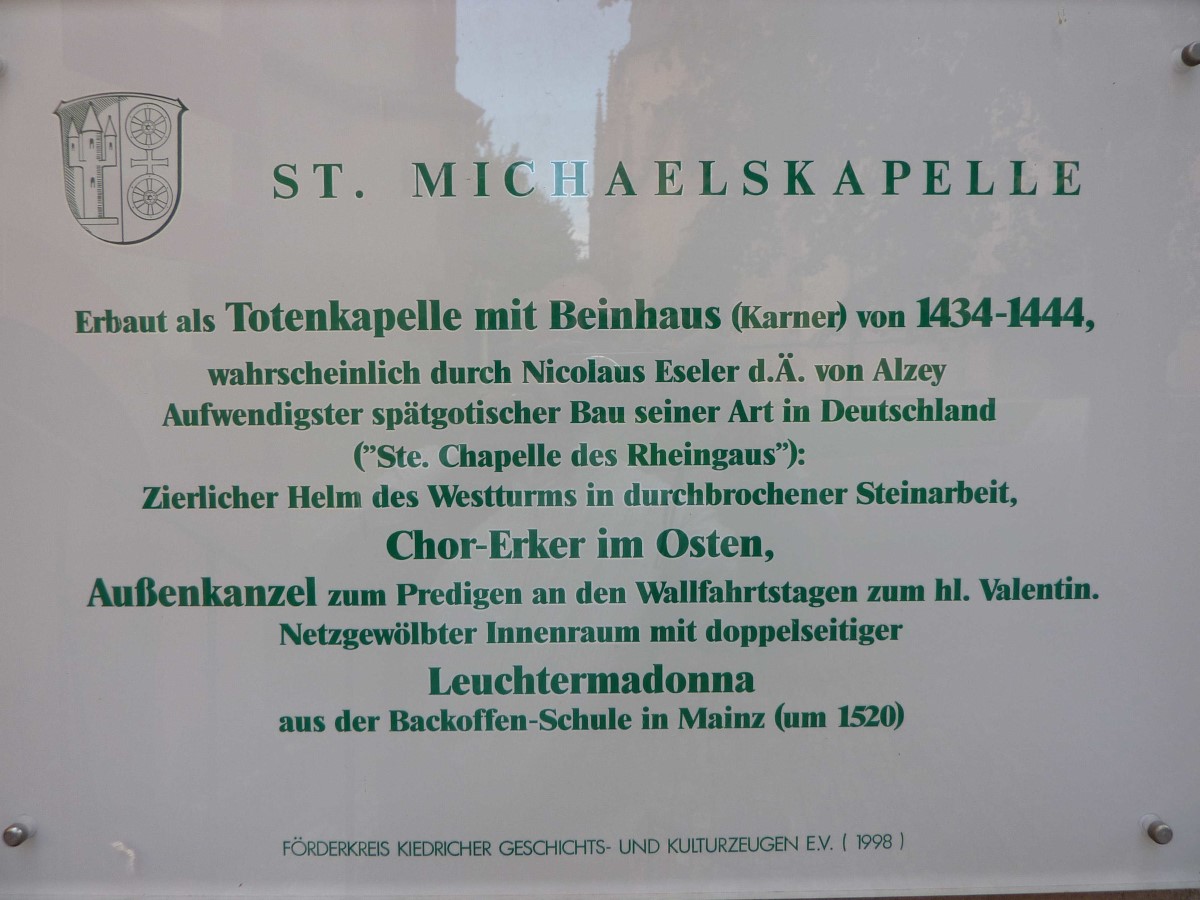 ST. MICHAELSKAPELLE
Erbaut als Totenkapelle mit Beinhaus (Karner) von 1434-1444,
wahrscheinlich durch Nicolaus Eseler d.Ä. von Alzey
Aufwendigster spätgotischer Bau seiner Art in Deutschland
("Ste. Chapelle des Rheingaus"):
Zierlicher Helm des Westturms in durchbrochener Steinarbeit,
Chor-Erker im Osten,
Außenkanzel zum Predigen an den Wallfahrtstagen zum hl. Valentin.
Netzgewölbter Innenraum mit doppelseitiger
Leuchtermadonna
aus der Backoffen-Schule in Mainz (um 1520)
FÖRDERKREIS KIEDRICHER GESCHICHTS- UND KULTURZEUGEN E.V. ( 1998 )